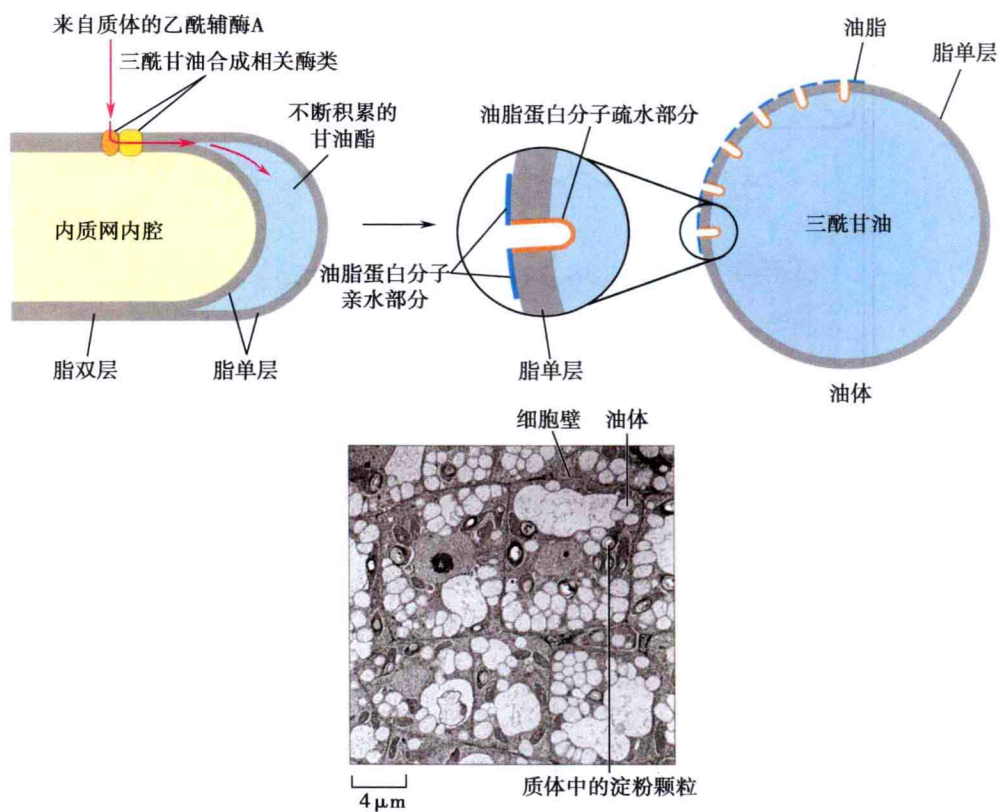 来自质体的乙酰辅酶A
三酰甘油合成相关酶类
不断积累的
甘油酯
内质网内腔
脂双层
脂单层
油脂蛋白分子疏水部分
油脂蛋白分子
亲水部分
脂单层
油脂
脂单层
三酰甘油
油体
细胞壁
油体
质体中的淀粉颗粒
4μm